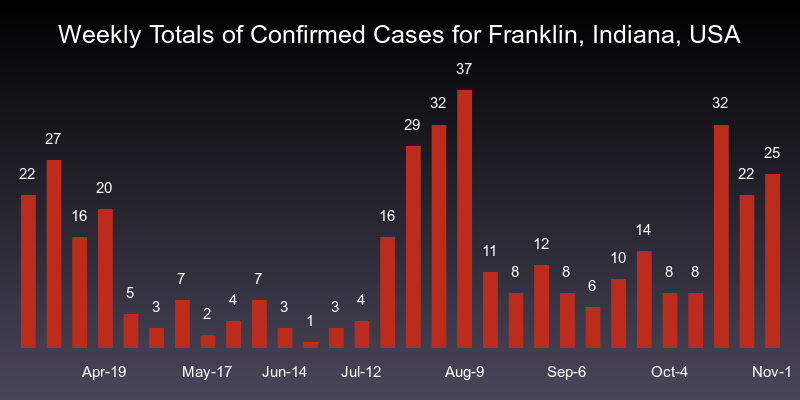 Weekly Totals of Confirmed Cases for Franklin, Indiana, USA
22 27 16 20 5 3 7 2 4 7 3 1 3 4 16 29 32 37 11 8 12 8 6 10 14 8 8 32 22 25
Apr-19 May-17 Jun-14 Jul-12 Aug-9 Sep-6 Oct-4 Nov-1